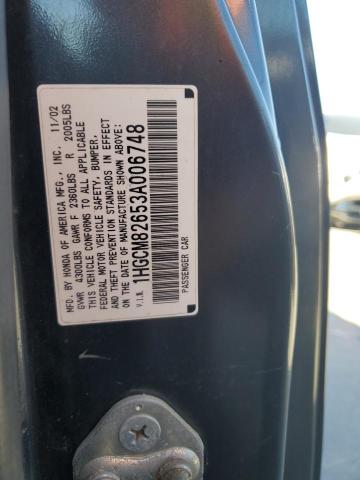 MFD. BY HONDA OF AMERICA MFG., INC. 11/02
GVWR 4300LBS GAWR F 2360LBS R 2005LBS
THIS VEHICLE CONFORMS TO ALL APPLICABLE
FEDERAL MOTOR VEHICLE SAFETY, BUMPER,
AND THEFT PREVENTION STANDARDS IN EFFECT
ON THE DATE OF MANUFACTURE SHOWN ABOVE.
V.I.N. 1HGCM82653A006748
PASSENGER CAR